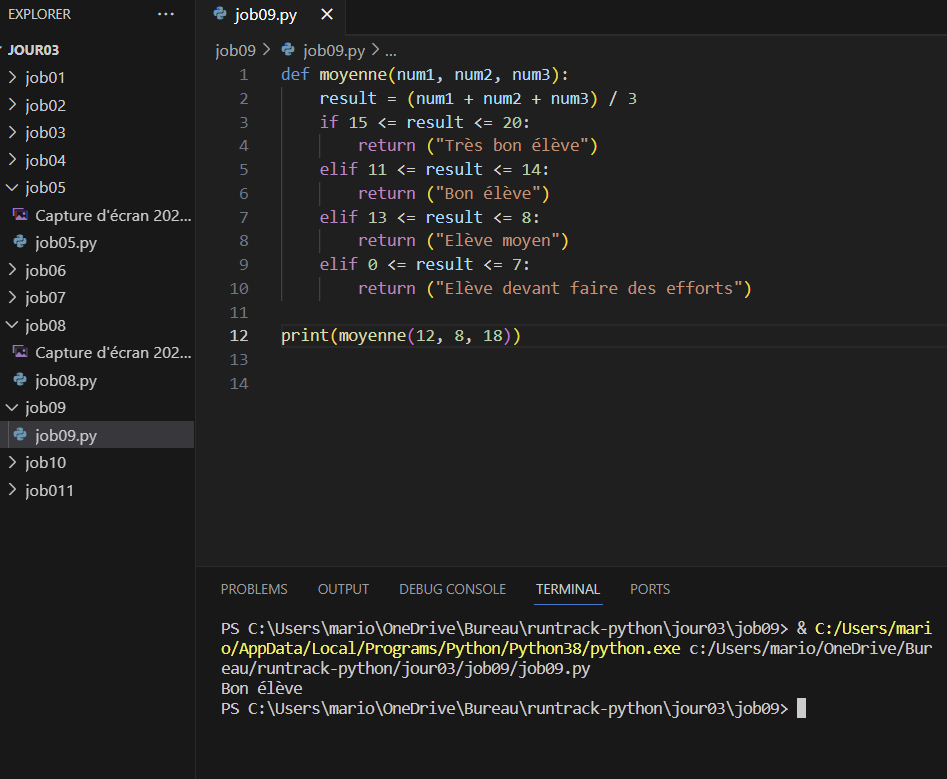 EXPLORER ...
JOUR03
job01
job02
job03
job04
job05
Capture d'écran 202...
job05.py
job06
job07
job08
Capture d'écran 202...
job08.py
job09
job09.py
job10
job011
job09.py
job09 > job09.py > ...
1 def moyenne(num1, num2, num3):
2     result = (num1 + num2 + num3) / 3
3     if 15 <= result <= 20:
4         return ("Très bon élève")
5     elif 11 <= result <= 14:
6         return ("Bon élève")
7     elif 13 <= result <= 8:
8         return ("Elève moyen")
9     elif 0 <= result <= 7:
10         return ("Elève devant faire des efforts")
11
12 print(moyenne(12, 8, 18))
13
14
PROBLEMS OUTPUT DEBUG CONSOLE TERMINAL PORTS
PS C:\Users\mario\OneDrive\Bureau\runtrack-python\jour03\job09> & C:/Users/mari
o/AppData/Local/Programs/Python/Python38/python.exe c:/Users/mario/OneDrive/Bur
eau/runtrack-python/jour03/job09/job09.py
Bon élève
PS C:\Users\mario\OneDrive\Bureau\runtrack-python\jour03\job09>